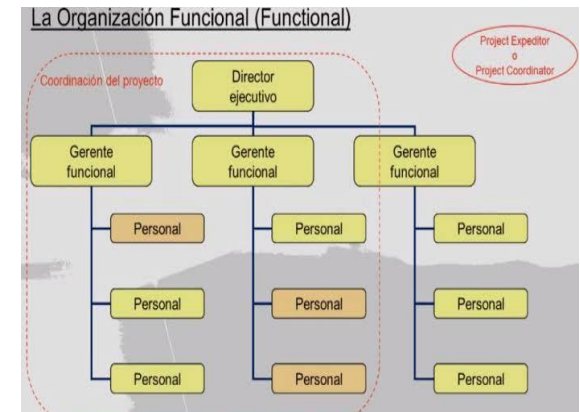 La Organización Funcional (Functional)
Project Expeditor
o
Project Coordinator
Coordinación del proyecto
Director
ejecutivo
Gerente
funcional
Gerente
funcional
Gerente
funcional
Personal
Personal
Personal
Personal
Personal
Personal
Personal
Personal
Personal